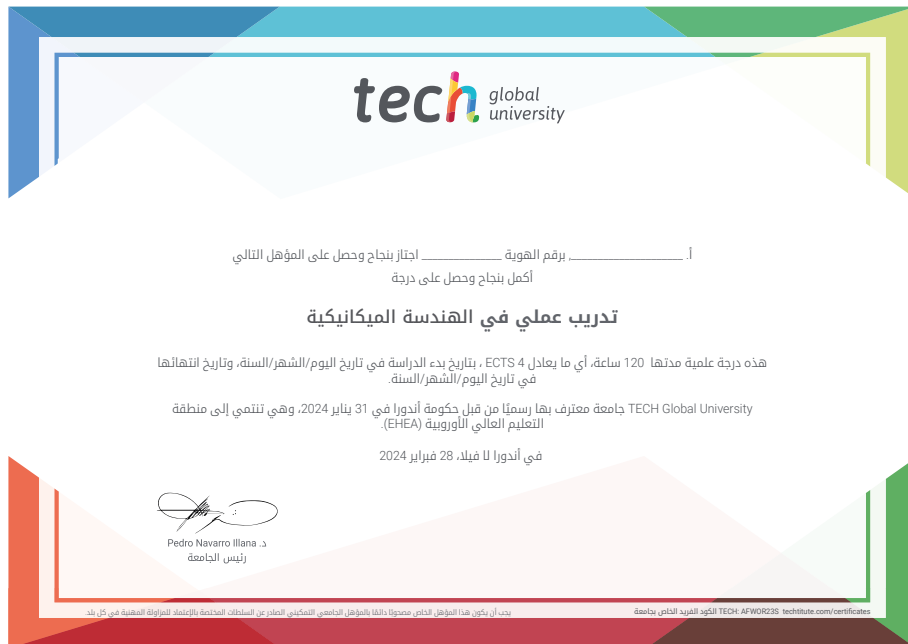 tech global university
أ. ____________________, برقم الهوية ______________ اجتاز بنجاح وحصل على المؤهل التالي
أكمل بنجاح وحصل على درجة
تدريب عملي في الهندسة الميكانيكية
هذه درجة علمية مدتها 120 ساعة، أي ما يعادل 4 ECTS ، بتاريخ بدء الدراسة في تاريخ اليوم/الشهر/السنة، وتاريخ انتهائها
في تاريخ اليوم/الشهر/السنة.
TECH Global University جامعة معترف بها رسميًا من قبل حكومة أندورا في 31 يناير 2024، وهي تنتمي إلى منطقة
التعليم العالي الأوروبية (EHEA).
في أندورا لا فيلا، 28 فبراير 2024
د. Pedro Navarro Illana
رئيس الجامعة
يجب أن يكون هذا المؤهل الخاص مصحوبًا دائمًا بالمؤهل الجامعي التمكيني الصادر عن السلطات المختصة بالإعتماد للمزاولة المهنية في كل بلد.
الكود الفريد الخاص بجامعة TECH: AFWOR23S techtitute.com/certificates